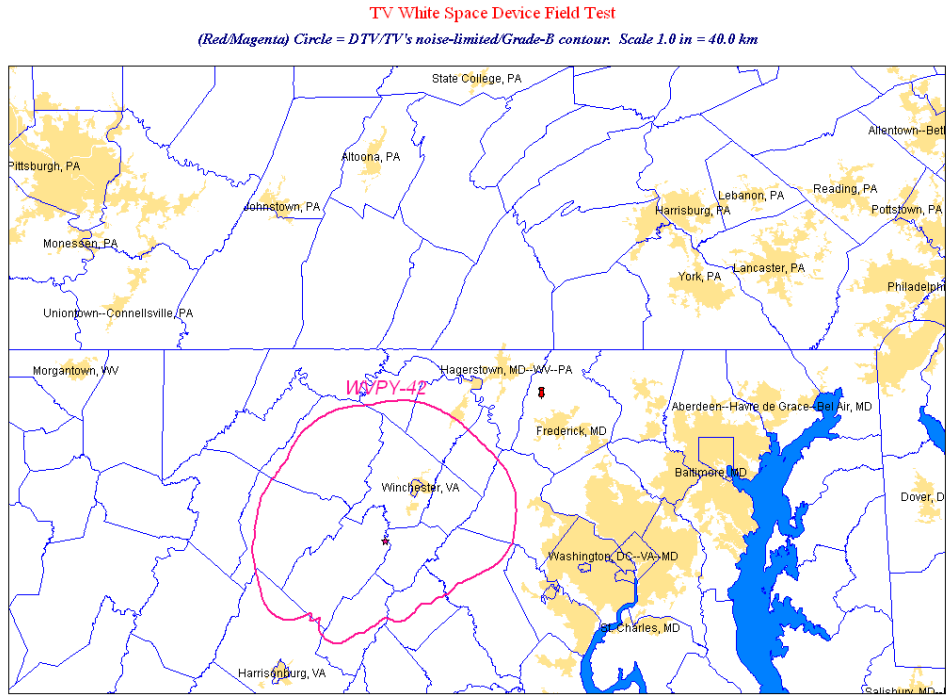 TV White Space Device Field Test
(Red/Magenta) Circle = DTV/TV's noise-limited/Grade-B contour. Scale 1.0 in = 40.0 km
State College, PA
Allentown--Betl
Altoona, PA
Pittsburgh, PA
Reading, PA
Lebanon, PA
Johnstown, PA
Harrisburg, PA
Pottstown, PA
Monessen, PA
Lancaster, PA
York, PA
Philadelphi
Uniontown--Connellsville, PA
Morgantown, WV
Hagerstown, MD--WV--PA
WVPY-42
Aberdeen--Havre de Grace--Bel Air, MD
Frederick, MD
Baltimore, MD
Winchester, VA
Dover, D
Washington, DC--VA--MD
St. Charles, MD
Harrisonburg, VA
Salisbury, MD